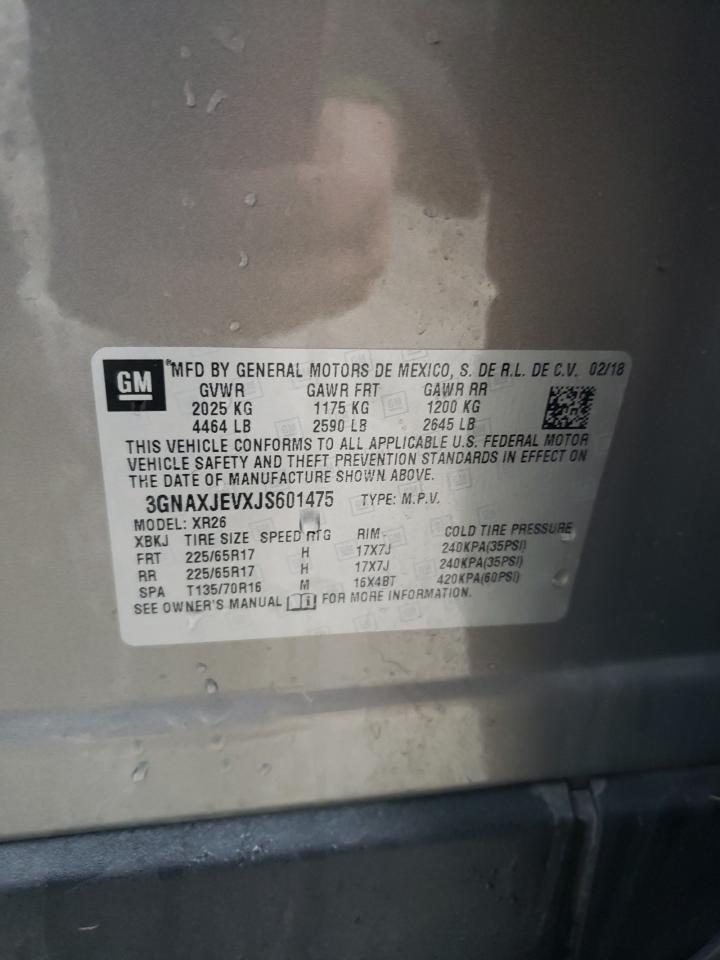 GM ® MFD BY GENERAL MOTORS DE MEXICO, S. DE R.L. DE C.V. 02/18
GVWR GAWR FRT GAWR RR
2025 KG 1175 KG 1200 KG
4464 LB 2590 LB 2645 LB
THIS VEHICLE CONFORMS TO ALL APPLICABLE U.S. FEDERAL MOTOR
VEHICLE SAFETY AND THEFT PREVENTION STANDARDS IN EFFECT ON
THE DATE OF MANUFACTURE SHOWN ABOVE.
3GNAXJEVXJS601475 TYPE: M.P.V.
MODEL: XR26
XBKJ TIRE SIZE SPEED RTG RIM COLD TIRE PRESSURE
FRT 225/65R17 H 17X7J 240KPA(35PSI)
RR 225/65R17 H 17X7J 240KPA(35PSI)
SPA T135/70R16 M 16X4BT 420KPA(60PSI)
SEE OWNER'S MANUAL FOR MORE INFORMATION.